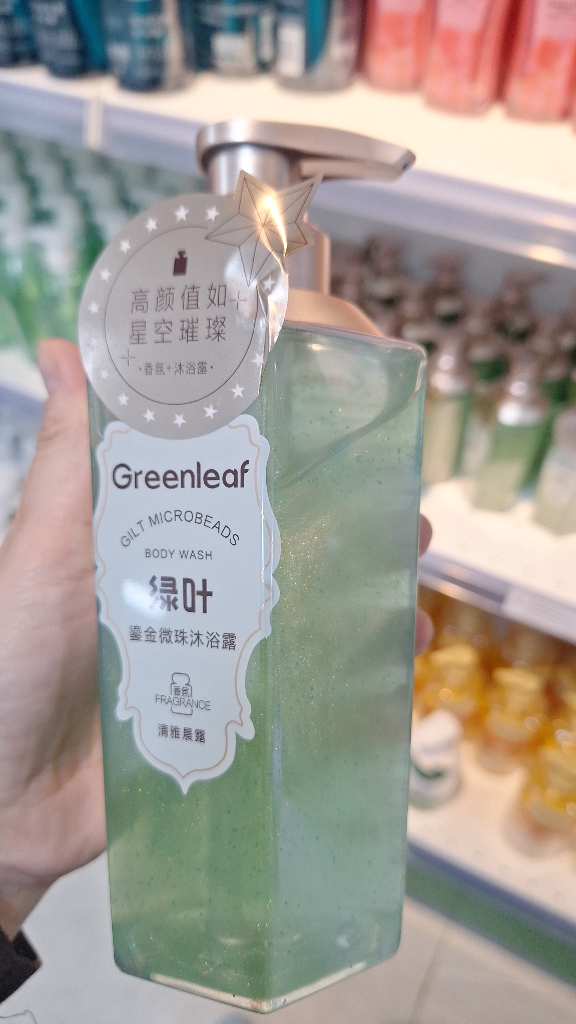 高颜值如
星空璀璨
·香氛+沐浴露·
Greenleaf
GILT MICROBEADS
BODY WASH
绿叶
鎏金微珠沐浴露
香氛
FRAGRANCE
清雅晨露